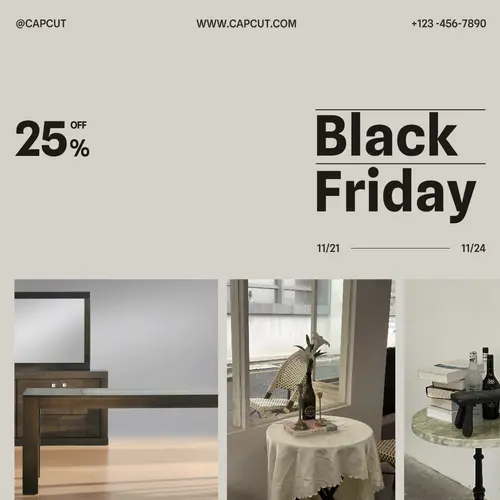 @CAPCUT
WWW.CAPCUT.COM
+123 -456-7890
25% OFF
Black
Friday
11/21
11/24